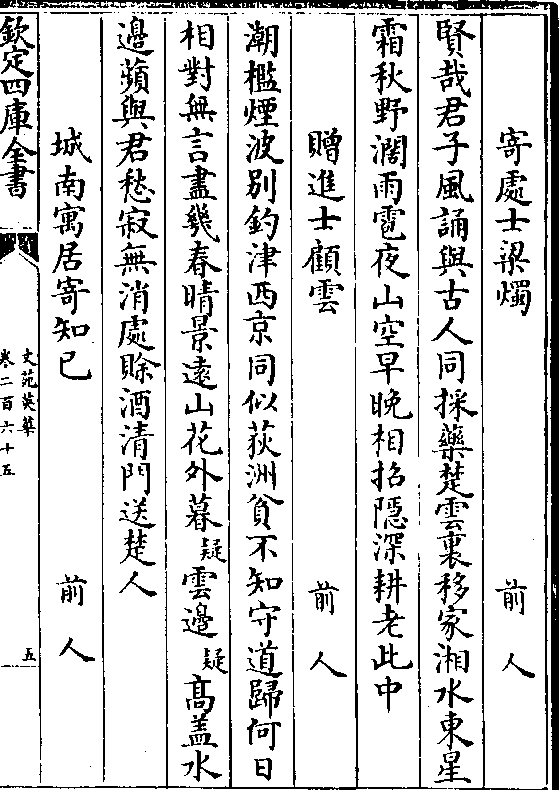 寄處士梁燭　前人
賢哉君子風誦與古人同採藥楚雲裏移家湘水東星
霜秋野濶雨雹夜山空早晚相招隱深耕老此中
贈進士顧雲　前人
潮檻煙波別釣津西京同似荻洲貧不知守道歸何日
相對無言盡幾春晴景遠山花外暮疑雲邊疑高盖水
邊蘋與君愁寂無消處賒酒清門送楚人
城南寓居寄知已　前人
欽定四庫全書
文苑英華
卷二百六十五
五